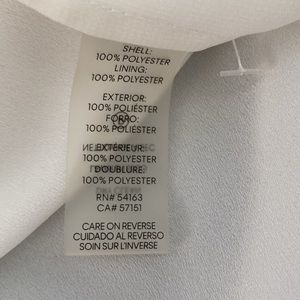 SHELL:
100% POLYESTER
LINING:
100% POLYESTER
EXTERIOR:
100% POLIÉSTER
FORRO:
100% POLIÉSTER
EXTÉRIEUR:
100% POLYESTER
DOUBLURE:
100% POLYESTER
RN# 54163
CA# 57151
CARE ON REVERSE
CUIDADO AL REVERSO
SOIN SUR L'INVERSE